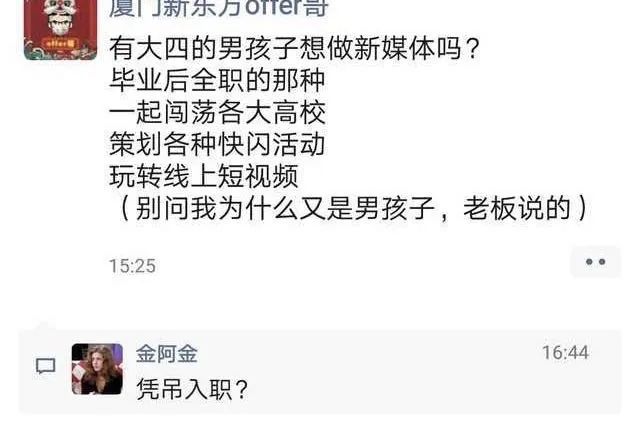 厦门新东方offer哥
有大四的男孩子想做新媒体吗？
毕业后全职的那种
一起闯荡各大高校
策划各种快闪活动
玩转线上短视频
（别问我为什么又是男孩子，老板说的）
15:25
金阿金
16:44
凭吊入职？